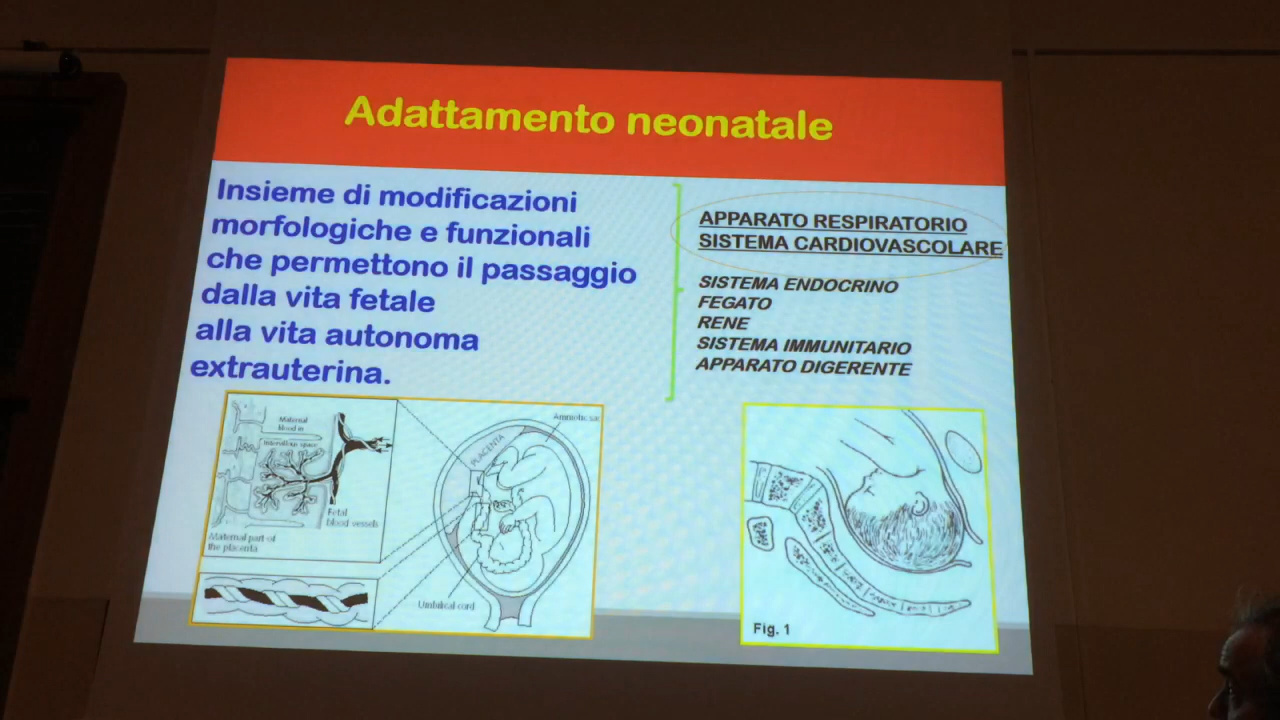 Adattamento neonatale
Insieme di modificazioni
morfologiche e funzionali
che permettono il passaggio
dalla vita fetale
alla vita autonoma
extrauterina.
APPARATO RESPIRATORIO
SISTEMA CARDIOVASCOLARE
SISTEMA ENDOCRINO
FEGATO
RENE
SISTEMA IMMUNITARIO
APPARATO DIGERENTE
Maternal
blood in
Intervillous space
Fetal
blood vessels
Maternal part of
the placenta
PLACENTA
Amniotic sac
Umbilical cord
Fig. 1